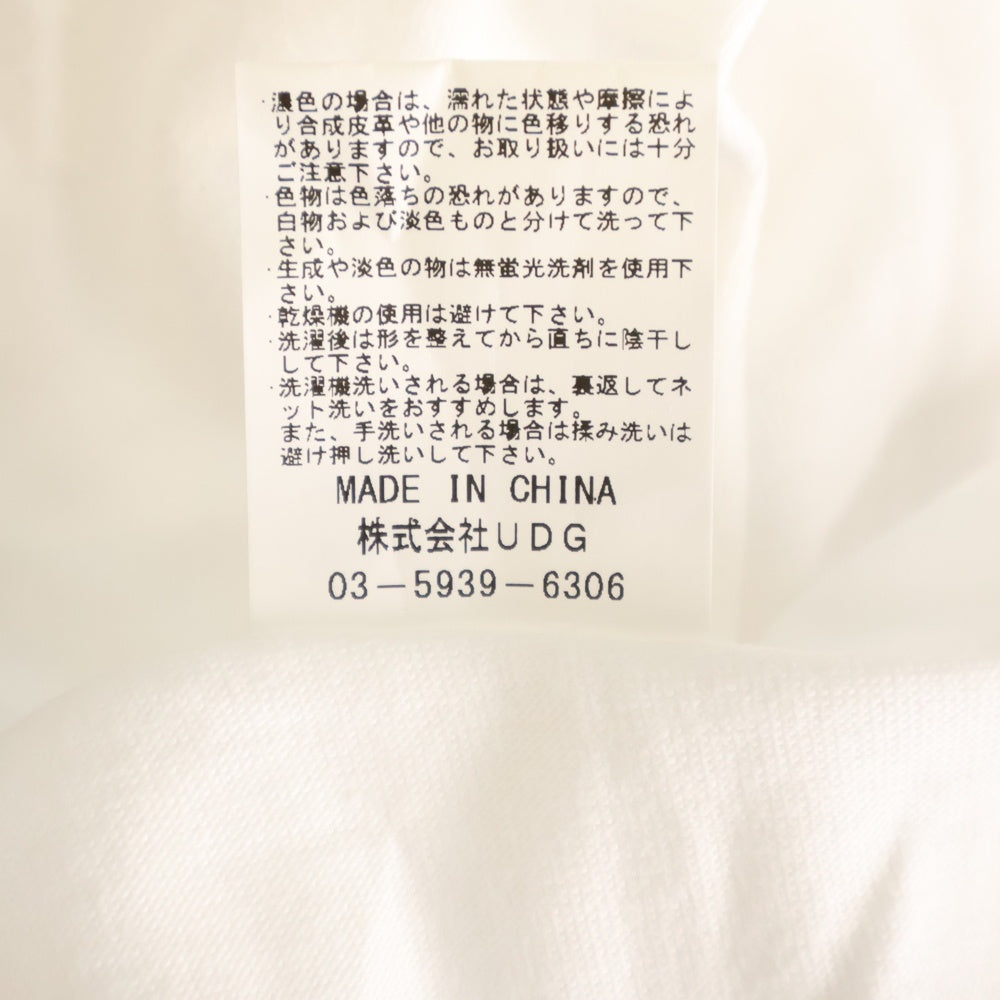 ・濃色の場合は、濡れた状態や摩擦によ
り合成皮革や他の物に色移りする恐れ
がありますので、お取り扱いには十分
ご注意下さい。
・色物は色落ちの恐れがありますので、
白物および淡色ものと分けて洗って下
さい。
・生成や淡色の物は無蛍光洗剤を使用下
さい。
・乾燥機の使用は避けて下さい。
・洗濯後は形を整えてから直ちに陰干し
して下さい。
・洗濯機洗いされる場合は、裏返してネ
ット洗いをおすすめします。
また、手洗いされる場合は揉み洗いは
避け押し洗いして下さい。
MADE IN CHINA
株式会社UDG
03−5939−6306